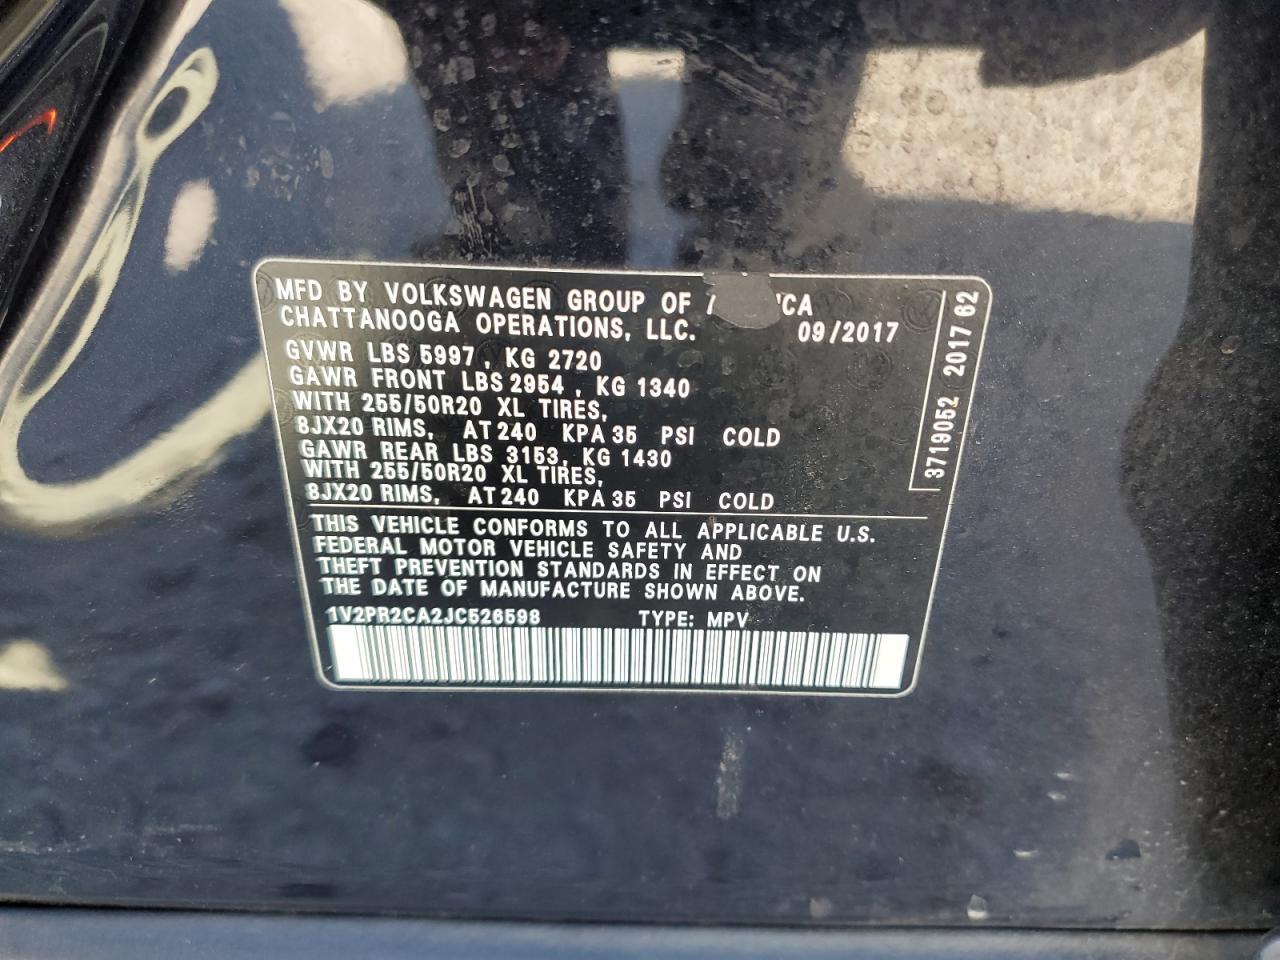 MFD BY VOLKSWAGEN GROUP OF
CHATTANOOGA OPERATIONS, LLC. 09/2017
GVWR LBS 5997, KG 2720
GAWR FRONT LBS 2954, KG 1340
WITH 255/50R20 XL TIRES,
8JX20 RIMS, AT 240 KPA 35 PSI COLD
GAWR REAR LBS 3153, KG 1430
WITH 255/50R20 XL TIRES,
8JX20 RIMS, AT 240 KPA 35 PSI COLD
THIS VEHICLE CONFORMS TO ALL APPLICABLE U.S.
FEDERAL MOTOR VEHICLE SAFETY AND
THEFT PREVENTION STANDARDS IN EFFECT ON
THE DATE OF MANUFACTURE SHOWN ABOVE.
1V2PR2CA2JC526598 TYPE: MPV
3719052 2017 62